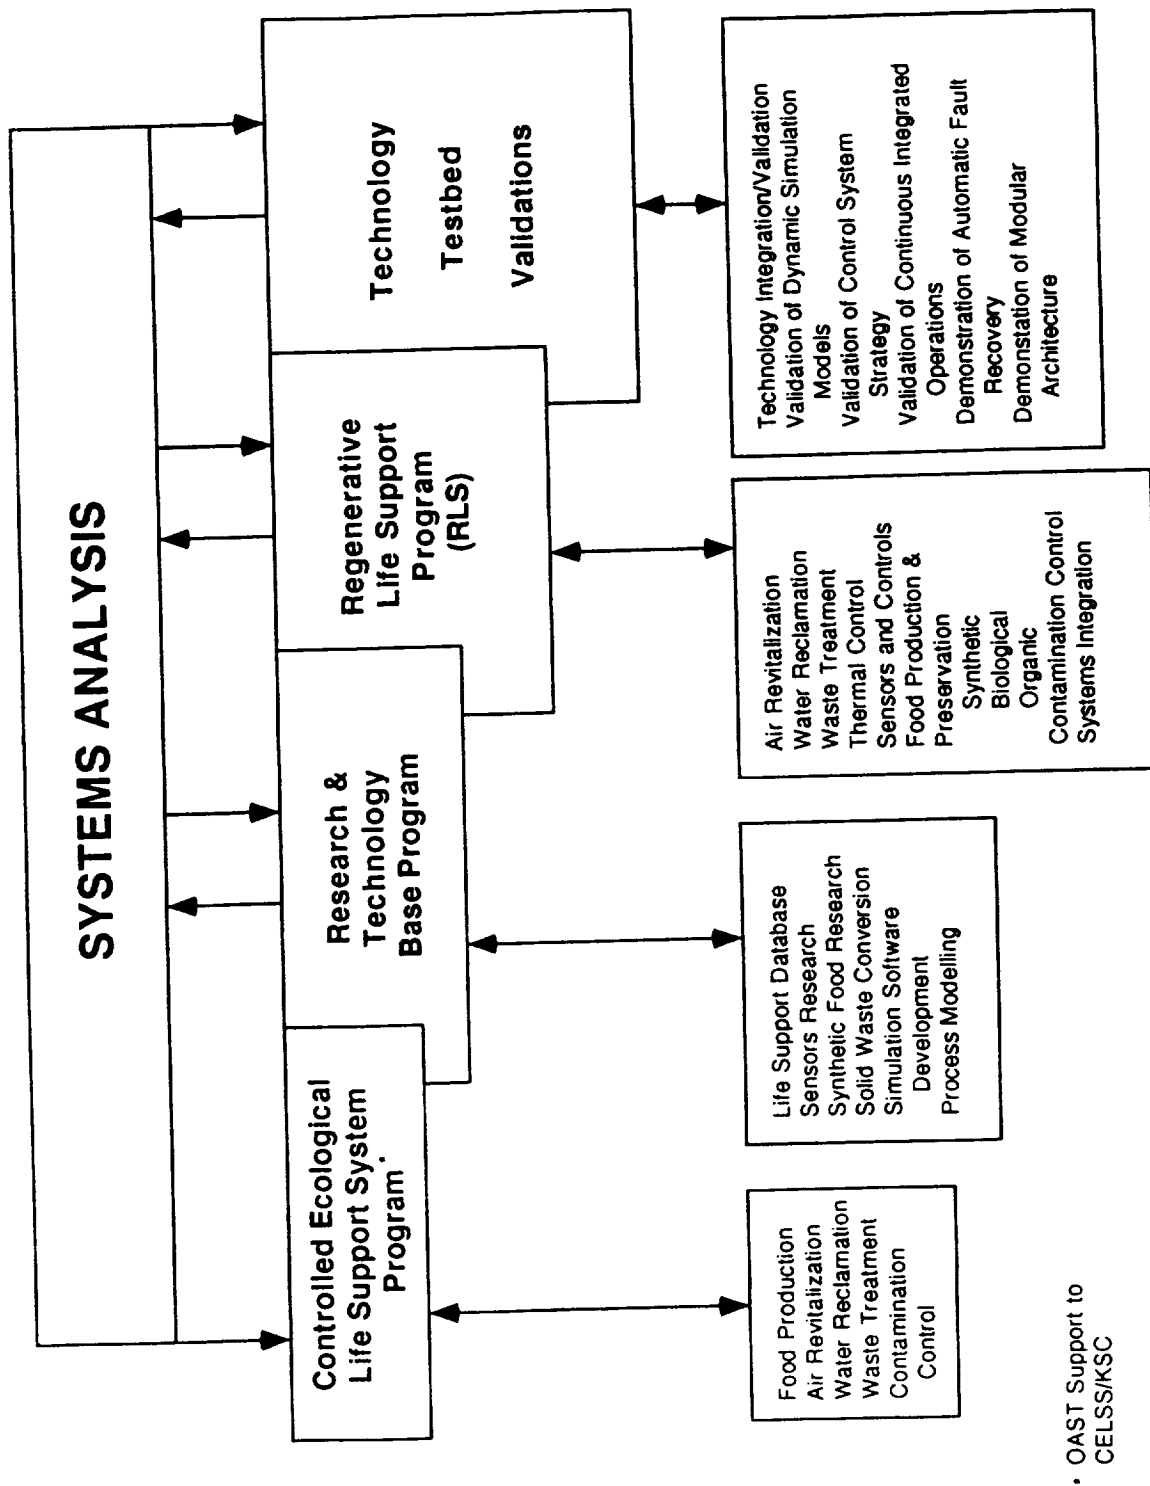 SYSTEMS ANALYSIS
Controlled Ecological
Life Support System
Program*
Research &
Technology
Base Program
Regenerative
Life Support
Program
(RLS)
Technology
Testbed
Validations
Food Production
Air Revitalization
Water Reclamation
Waste Treatment
Contamination
Control
Life Support Database
Sensors Research
Synthetic Food Research
Solid Waste Conversion
Simulation Software
Development
Process Modelling
Air Revitalization
Water Reclamation
Waste Treatment
Thermal Control
Sensors and Controls
Food Production &
Preservation
Synthetic
Biological
Organic
Contamination Control
Systems Integration
Technology Integration/Validation
Validation of Dynamic Simulation
Models
Validation of Control System
Strategy
Validation of Continuous Integrated
Operations
Demonstration of Automatic Fault
Recovery
Demonstation of Modular
Architecture
* OAST Support to
CELSS/KSC